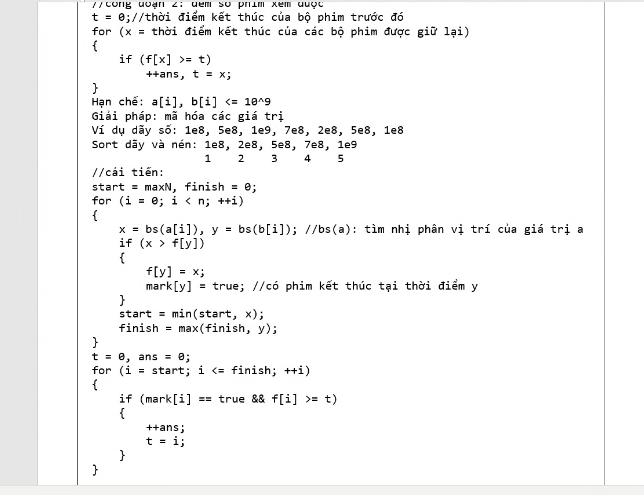 //công đoạn 2: đếm số phim xem được
t = 0;//thời điểm kết thúc của bộ phim trước đó
for (x = thời điểm kết thúc của các bộ phim được giữ lại)
{
if (f[x] >= t)
++ans, t = x;
}
Hạn chế: a[i], b[i] <= 10^9
Giải pháp: mã hóa các giá trị
Ví dụ dãy số: 1e8, 5e8, 1e9, 7e8, 2e8, 5e8, 1e8
Sort dãy và nén: 1e8, 2e8, 5e8, 7e8, 1e9
1 2 3 4 5
//cải tiến:
start = maxN, finish = 0;
for (i = 0; i < n; ++i)
{
x = bs(a[i]), y = bs(b[i]); //bs(a): tìm nhị phân vị trí của giá trị a
if (x > f[y])
{
f[y] = x;
mark[y] = true; //có phim kết thúc tại thời điểm y
}
start = min(start, x);
finish = max(finish, y);
}
t = 0, ans = 0;
for (i = start; i <= finish; ++i)
{
if (mark[i] == true && f[i] >= t)
{
++ans;
t = i;
}
}